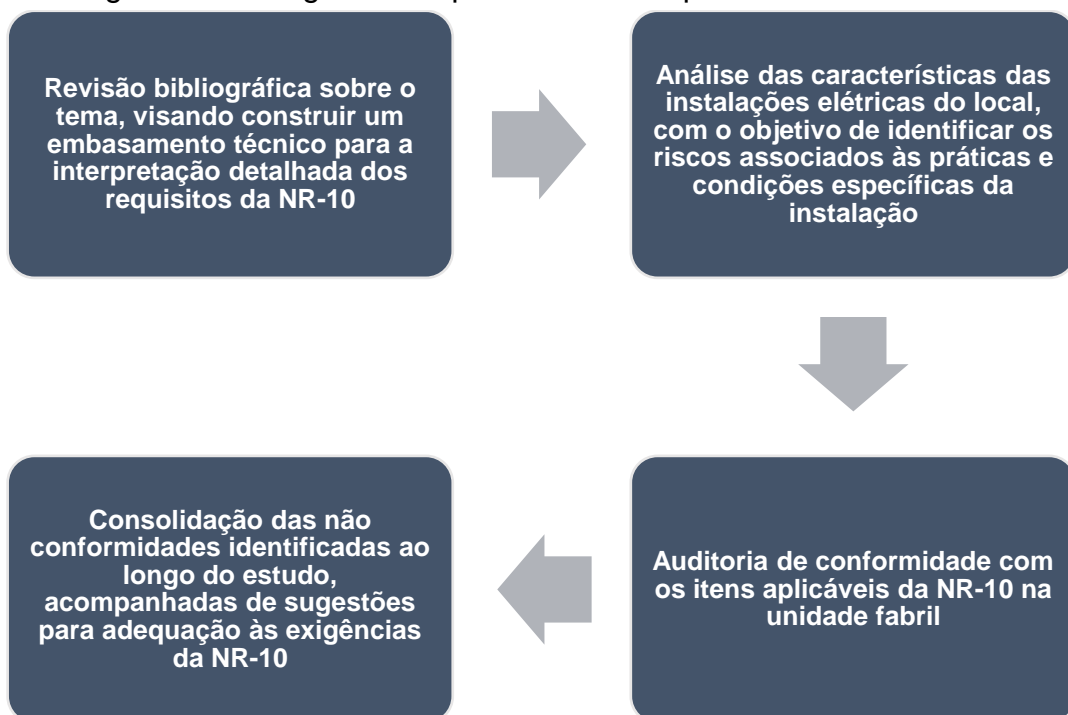 Revisão bibliográfica sobre o
tema, visando construir um
embasamento técnico para a
interpretação detalhada dos
requisitos da NR-10
Análise das características das
instalações elétricas do local,
com o objetivo de identificar os
riscos associados às práticas e
condições específicas da
instalação
Auditoria de conformidade com
os itens aplicáveis da NR-10 na
unidade fabril
Consolidação das não
conformidades identificadas ao
longo do estudo,
acompanhadas de sugestões
para adequação às exigências
da NR-10